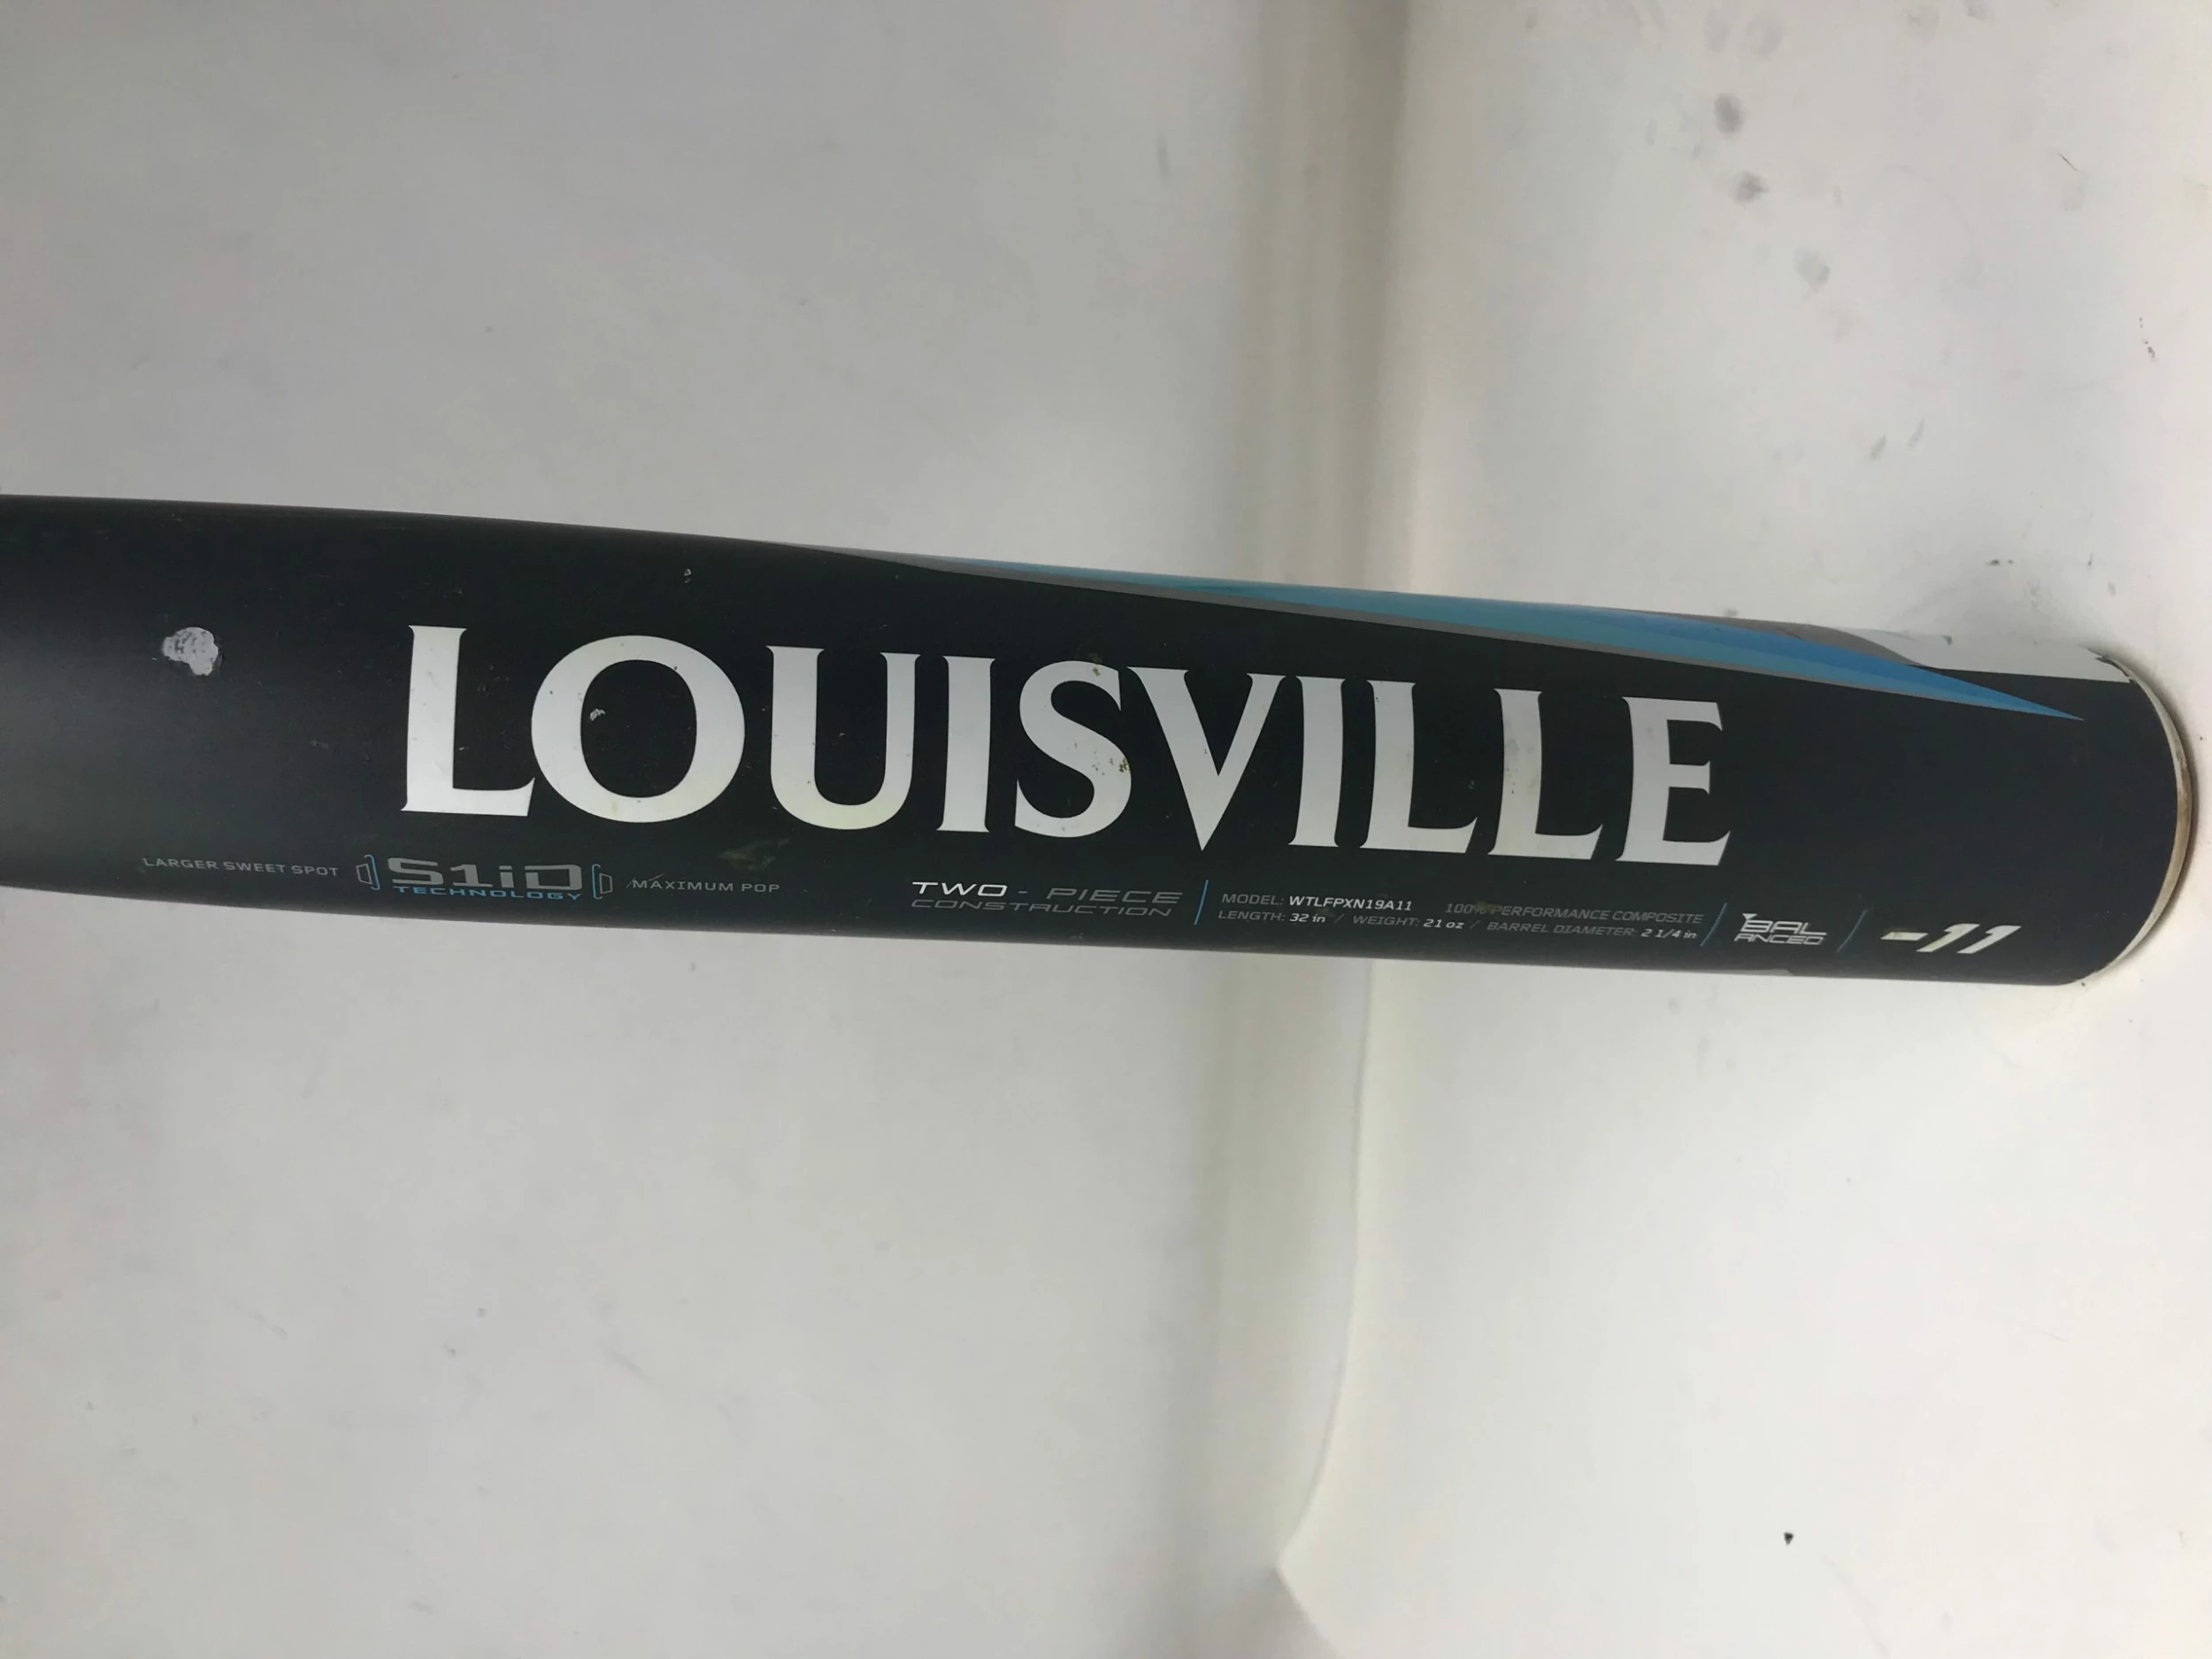 LOUISVILLE
LARGER SWEET SPOT S1iD MAXIMUM POP
TECHNOLOGY
TWO - PIECE
CONSTRUCTION
MODEL: WTLFPXN19A11 100% PERFORMANCE COMPOSITE
LENGTH: 32 in / WEIGHT: 21 oz / BARREL DIAMETER: 2 1/4 in
BAL
ANCED
-11